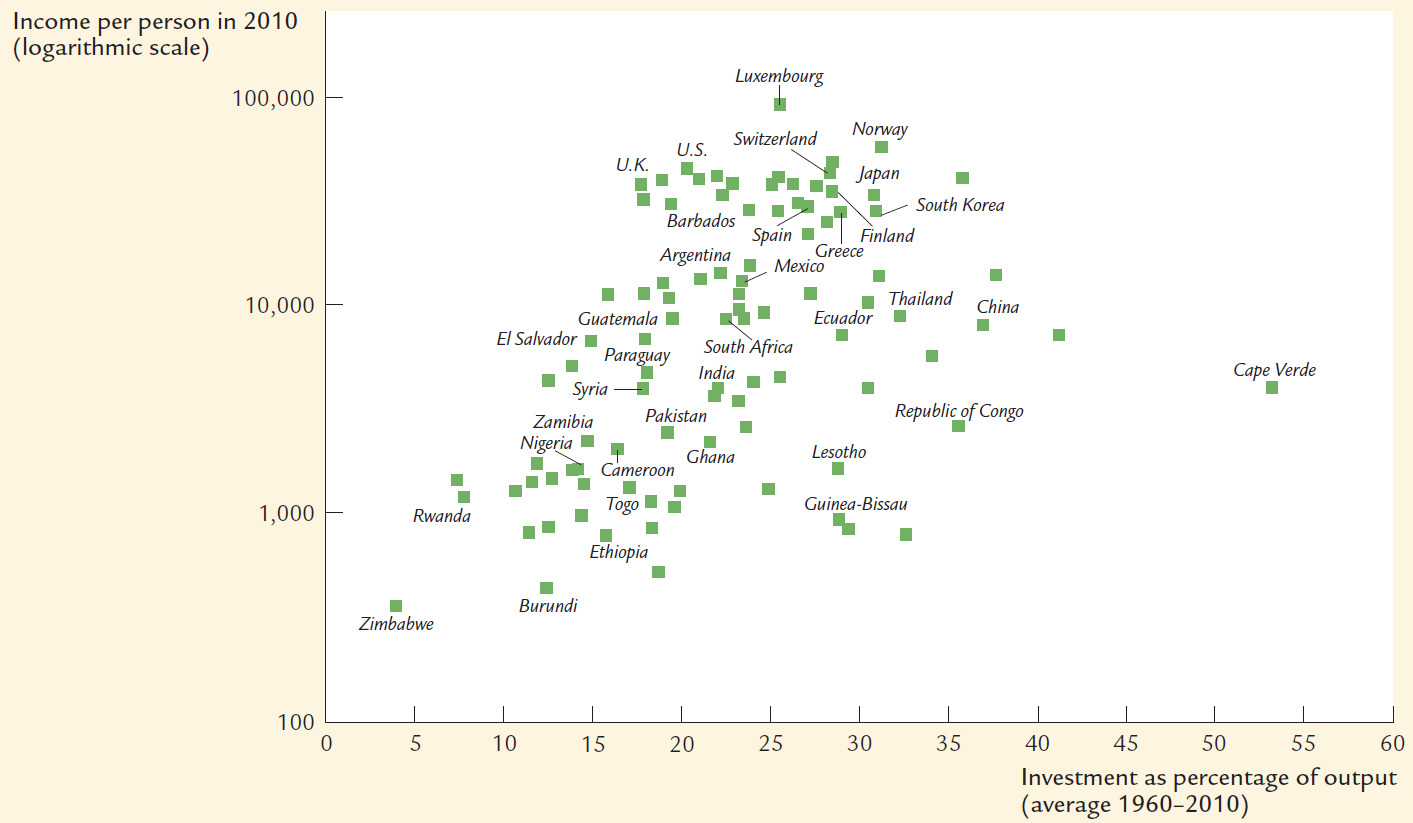 Income per person in 2010
(logarithmic scale)
100,000
10,000
1,000
100
Luxembourg
Norway
Switzerland
U.S.
U.K.
Japan
South Korea
Barbados
Spain
Finland
Greece
Argentina
Mexico
Thailand
China
Guatemala
Ecuador
El Salvador
South Africa
Paraguay
India
Cape Verde
Syria
Republic of Congo
Pakistan
Zamibia
Nigeria
Ghana
Lesotho
Cameroon
Togo
Guinea-Bissau
Rwanda
Ethiopia
Burundi
Zimbabwe
0 5 10 15 20 25 30 35 40 45 50 55 60
Investment as percentage of output
(average 1960–2010)